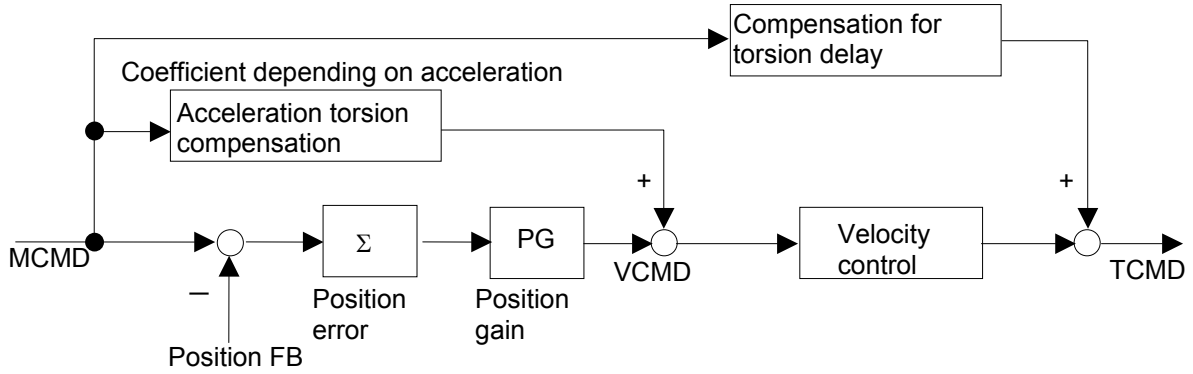 Compensation for
torsion delay
Coefficient depending on acceleration
Acceleration torsion
compensation
+
+
MCMD
Σ
PG
VCMD
Velocity
control
TCMD
–
Position
error
Position
gain
Position FB